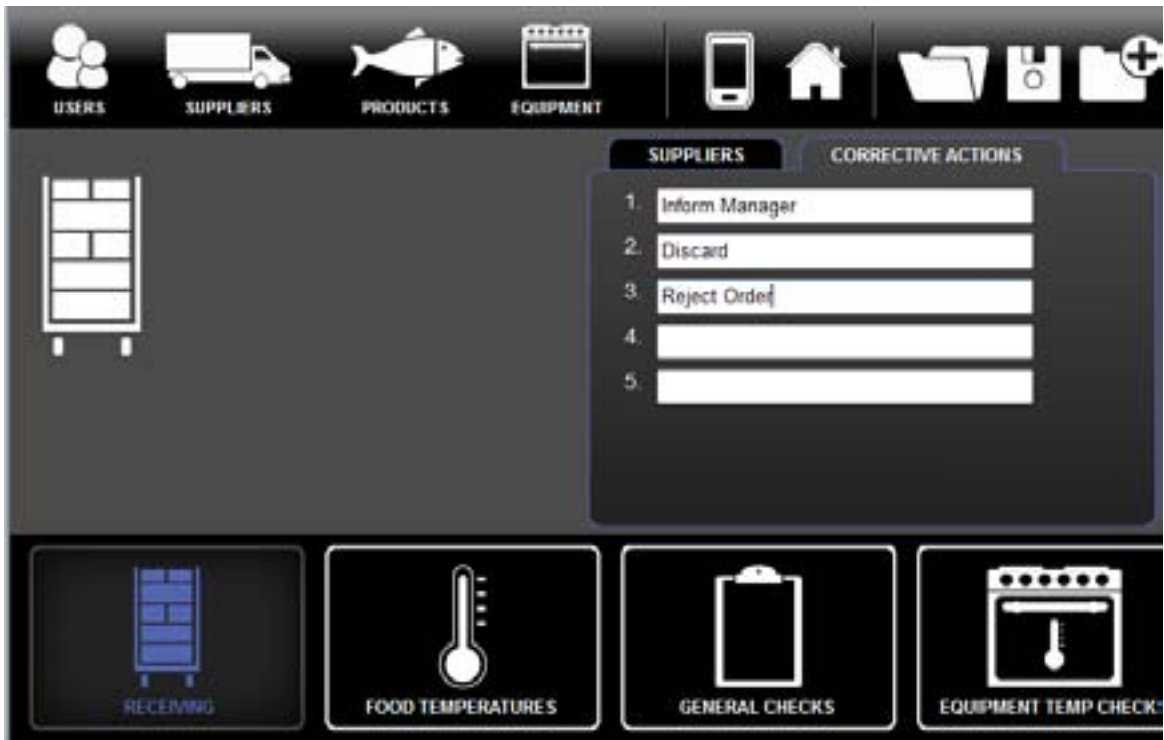 USERS SUPPLIERS PRODUCTS EQUIPMENT
SUPPLIERS CORRECTIVE ACTIONS
1. Inform Manager
2. Discard
3. Reject Order
4.
5.
RECEIVING FOOD TEMPERATURES GENERAL CHECKS EQUIPMENT TEMP CHECK